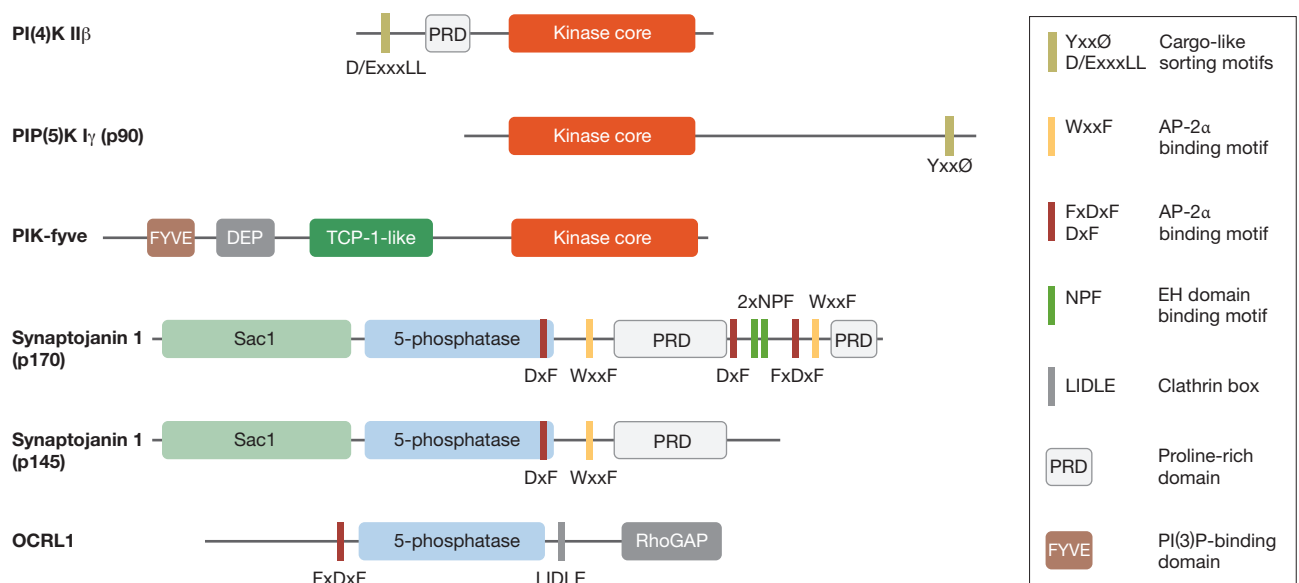 PI(4)K IIβ
PRD
Kinase core
D/ExxxLL
PIP(5)K Iγ (p90)
Kinase core
YxxØ
PIK-fyve
FYVE
DEP
TCP-1-like
Kinase core
2xNPF
WxxF
Synaptojanin 1
(p170)
Sac1
5-phosphatase
PRD
PRD
DxF
WxxF
DxF
FxDxF
Synaptojanin 1
(p145)
Sac1
5-phosphatase
PRD
DxF
WxxF
OCRL1
5-phosphatase
RhoGAP
FxDxF
LIDLE
YxxØ
D/ExxxLL
Cargo-like
sorting motifs
WxxF
AP-2α
binding motif
FxDxF
DxF
AP-2α
binding motif
NPF
EH domain
binding motif
LIDLE
Clathrin box
PRD
Proline-rich
domain
FYVE
PI(3)P-binding
domain